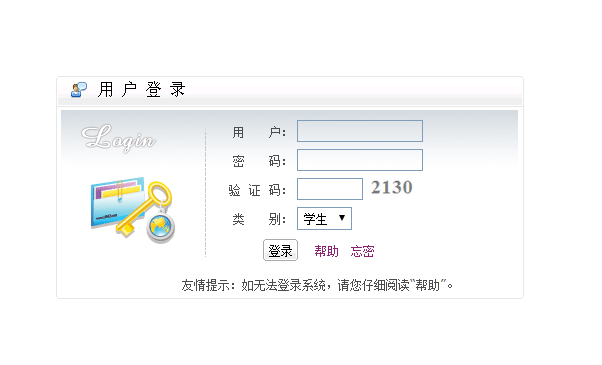 用 户 登 录
Login
用 户:
密 码:
验 证 码: 2130
类 别: 学生
登录 帮助 忘密
友情提示:如无法登录系统,请您仔细阅读“帮助”。